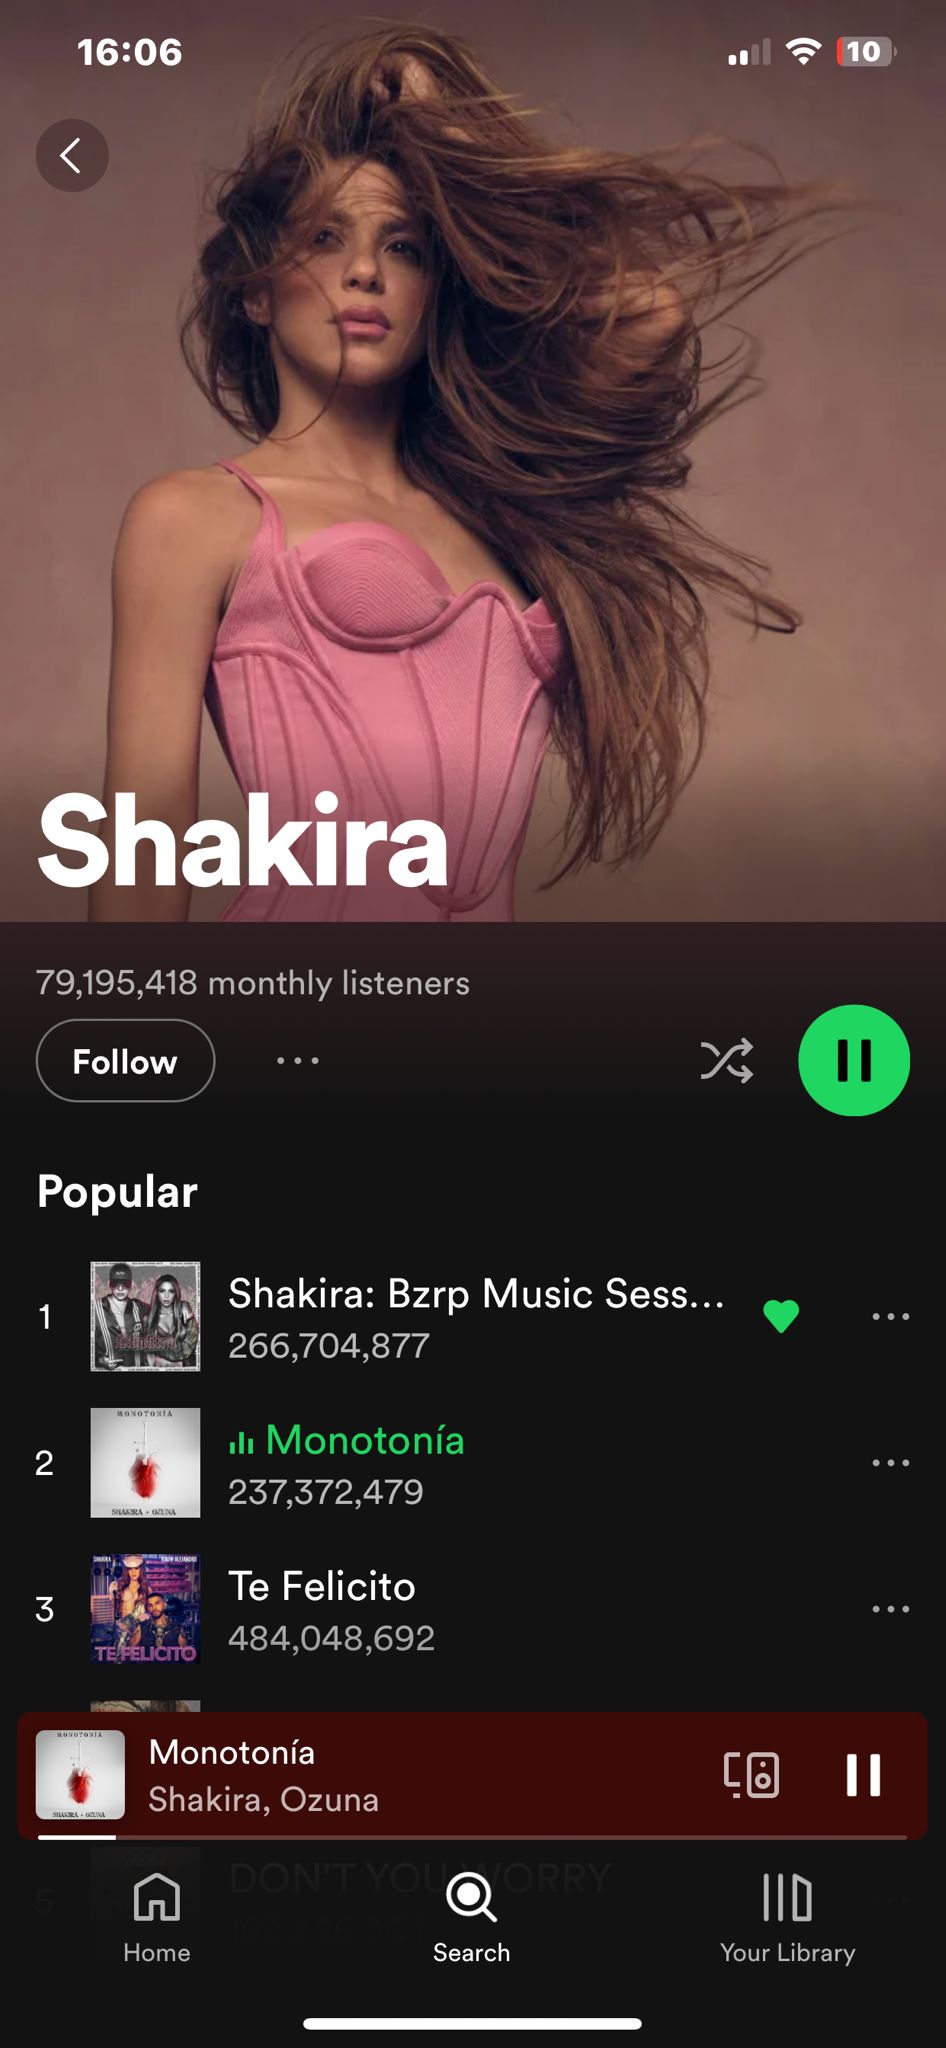 16:06
10
Shakira
79,195,418 monthly listeners
Follow
Popular
1
Shakira: Bzrp Music Sess...
266,704,877
2
MONOTONÍA
SHAKIRA + OZUNA
Monotonía
237,372,479
3
SHAKIRA
RAUW ALEJANDRO
TE FELICITO
Te Felicito
484,048,692
MONOTONÍA
SHAKIRA + OZUNA
Monotonía
Shakira, Ozuna
5
DON'T YOU WORRY
Home
Search
Your Library